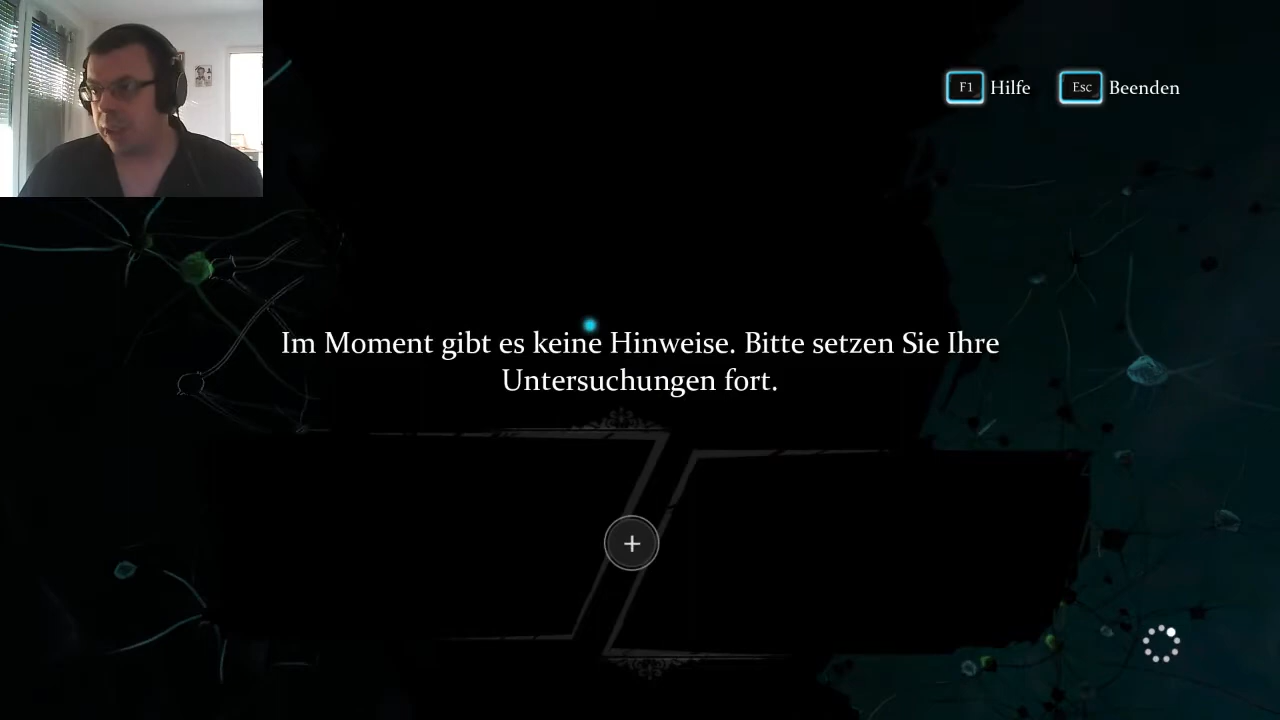 F1 Hilfe Esc Beenden
Im Moment gibt es keine Hinweise. Bitte setzen Sie Ihre
Untersuchungen fort.
+